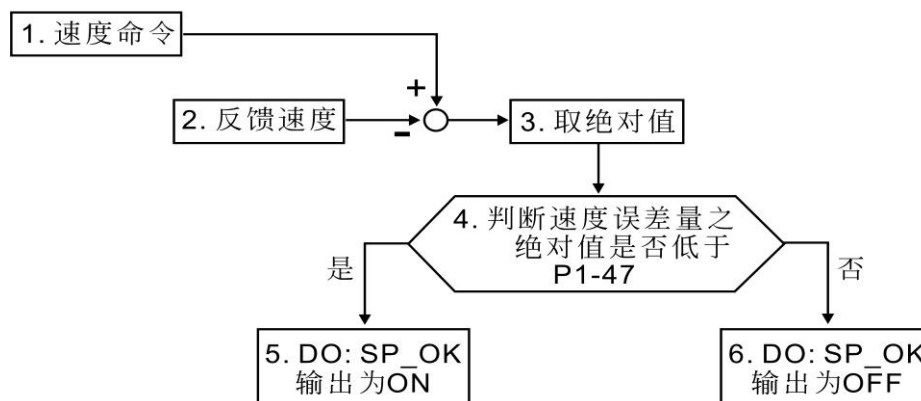 1. 速度命令
+
2. 反馈速度
-
3. 取绝对值
4. 判断速度误差量之
绝对值是否低于
P1-47
是
否
5. DO: SP_OK
输出为ON
6. DO: SP_OK
输出为OFF